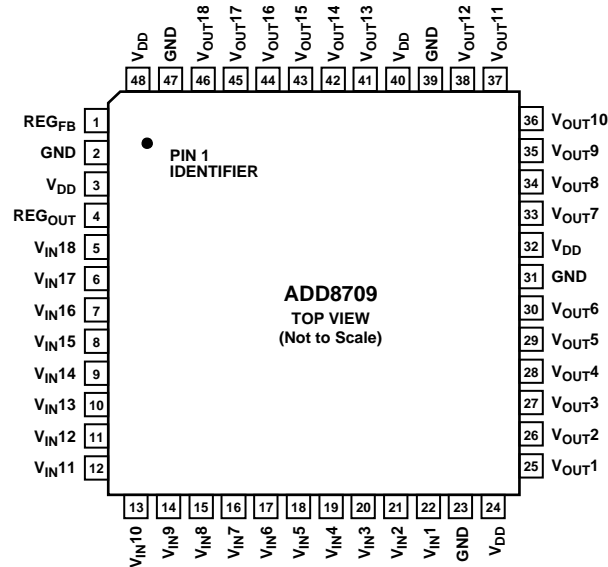 VDD
GND
VOUT18
VOUT17
VOUT16
VOUT15
VOUT14
VOUT13
VDD
GND
VOUT12
VOUT11
48
47
46
45
44
43
42
41
40
39
38
37
REGFB 1
GND 2
VDD 3
REGOUT 4
VIN18 5
VIN17 6
VIN16 7
VIN15 8
VIN14 9
VIN13 10
VIN12 11
VIN11 12
PIN 1
IDENTIFIER
ADD8709
TOP VIEW
(Not to Scale)
36 VOUT10
35 VOUT9
34 VOUT8
33 VOUT7
32 VDD
31 GND
30 VOUT6
29 VOUT5
28 VOUT4
27 VOUT3
26 VOUT2
25 VOUT1
13
14
15
16
17
18
19
20
21
22
23
24
VIN10
VIN9
VIN8
VIN7
VIN6
VIN5
VIN4
VIN3
VIN2
VIN1
GND
VDD